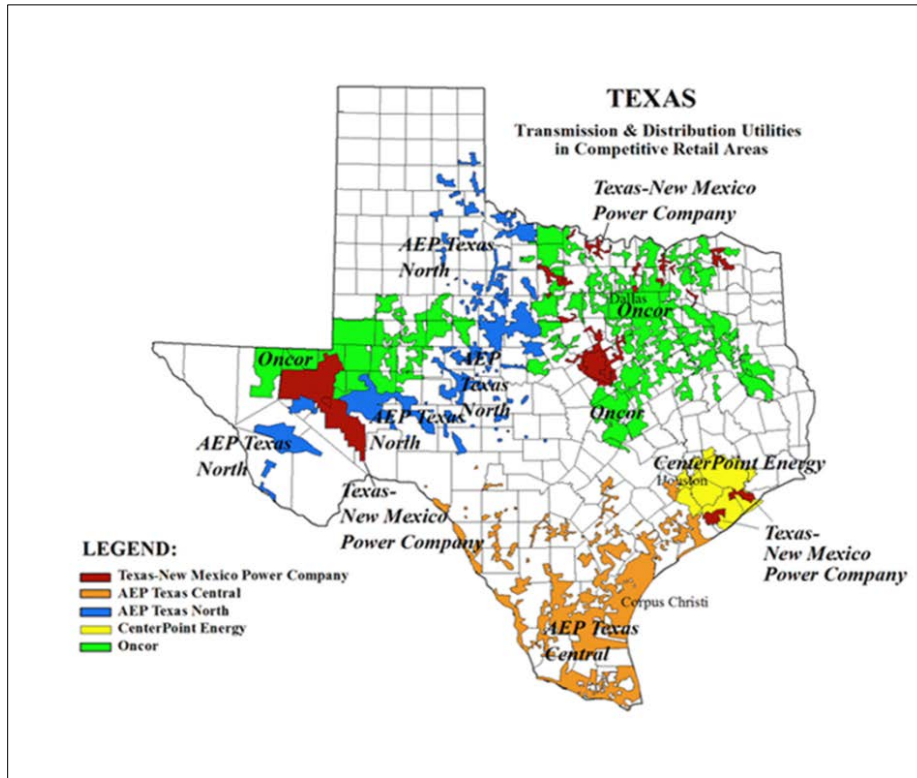 TEXAS
Transmission & Distribution Utilities
in Competitive Retail Areas
Texas-New Mexico
Power Company
AEP Texas
North
Dallas
Oncor
Oncor
AEP
Texas
North
AEP Texas
North
Oncor
AEP Texas
North
CenterPoint Energy
Houston
Texas-
New Mexico
Power Company
Texas-
New Mexico
Power Company
Corpus Christi
AEP Texas
Central
LEGEND:
Texas-New Mexico Power Company
AEP Texas Central
AEP Texas North
CenterPoint Energy
Oncor